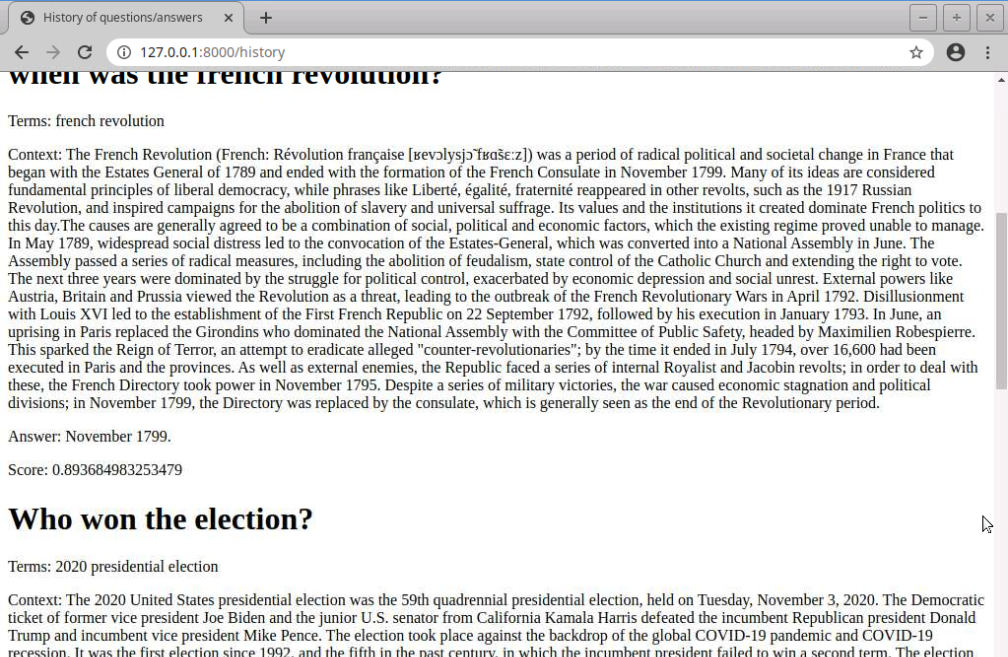 History of questions/answers
127.0.0.1:8000/history
when was the french revolution?
Terms: french revolution
Context: The French Revolution (French: Révolution française [ʁevɔlysjɔ̃ fʁɑ̃sɛːz]) was a period of radical political and societal change in France that
began with the Estates General of 1789 and ended with the formation of the French Consulate in November 1799. Many of its ideas are considered
fundamental principles of liberal democracy, while phrases like Liberté, égalité, fraternité reappeared in other revolts, such as the 1917 Russian
Revolution, and inspired campaigns for the abolition of slavery and universal suffrage. Its values and the institutions it created dominate French politics to
this day.The causes are generally agreed to be a combination of social, political and economic factors, which the existing regime proved unable to manage.
In May 1789, widespread social distress led to the convocation of the Estates-General, which was converted into a National Assembly in June. The
Assembly passed a series of radical measures, including the abolition of feudalism, state control of the Catholic Church and extending the right to vote.
The next three years were dominated by the struggle for political control, exacerbated by economic depression and social unrest. External powers like
Austria, Britain and Prussia viewed the Revolution as a threat, leading to the outbreak of the French Revolutionary Wars in April 1792. Disillusionment
with Louis XVI led to the establishment of the First French Republic on 22 September 1792, followed by his execution in January 1793. In June, an
uprising in Paris replaced the Girondins who dominated the National Assembly with the Committee of Public Safety, headed by Maximilien Robespierre.
This sparked the Reign of Terror, an attempt to eradicate alleged "counter-revolutionaries"; by the time it ended in July 1794, over 16,600 had been
executed in Paris and the provinces. As well as external enemies, the Republic faced a series of internal Royalist and Jacobin revolts; in order to deal with
these, the French Directory took power in November 1795. Despite a series of military victories, the war caused economic stagnation and political
divisions; in November 1799, the Directory was replaced by the consulate, which is generally seen as the end of the Revolutionary period.
Answer: November 1799.
Score: 0.893684983253479
Who won the election?
Terms: 2020 presidential election
Context: The 2020 United States presidential election was the 59th quadrennial presidential election, held on Tuesday, November 3, 2020. The Democratic
ticket of former vice president Joe Biden and the junior U.S. senator from California Kamala Harris defeated the incumbent Republican president Donald
Trump and incumbent vice president Mike Pence. The election took place against the backdrop of the global COVID-19 pandemic and COVID-19
recession. It was the first election since 1992, and the fifth in the past century, in which the incumbent president failed to win a second term. The election